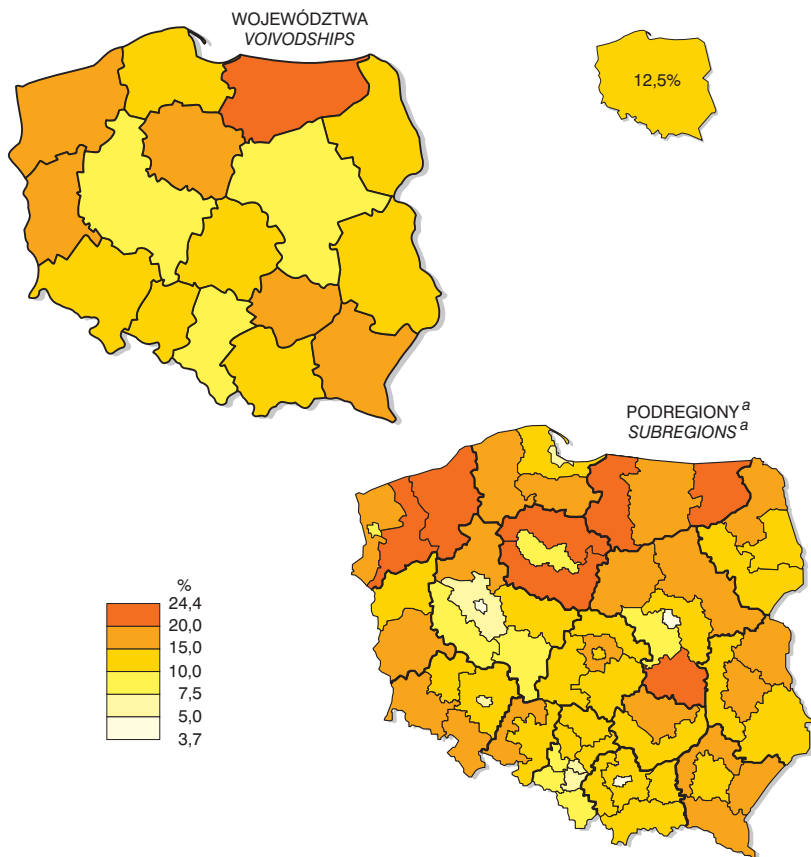 WOJEWÓDZTWA
VOIVODSHIPS
12,5%
PODREGIONY a
SUBREGIONS a
%
24,4
20,0
15,0
10,0
7,5
5,0
3,7